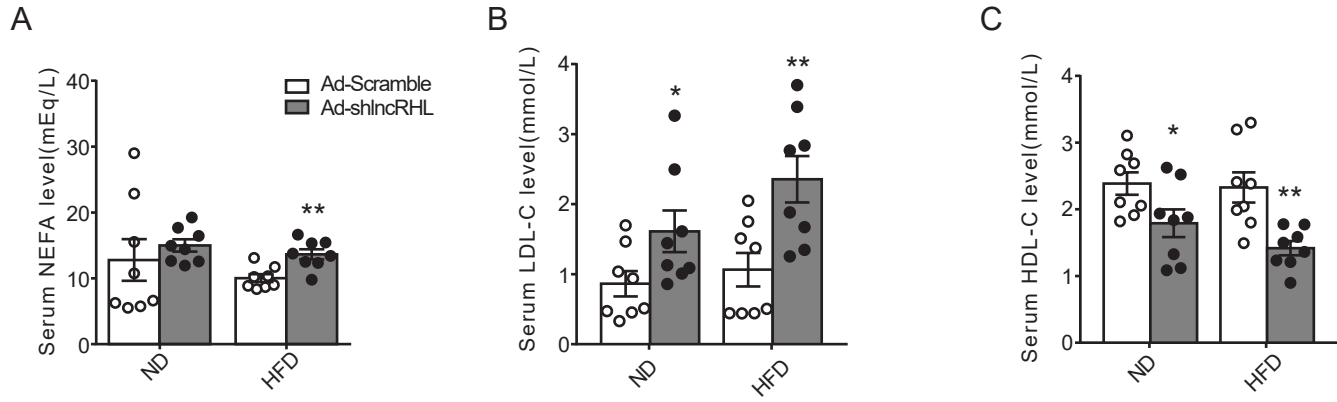 A
Serum NEFA level(mEq/L)
40
30
20
10
0
Ad-Scramble
Ad-shlncRHL
**
ND
HFD
B
Serum LDL-C level(mmol/L)
4
3
2
1
0
*
**
ND
HFD
C
Serum HDL-C level(mmol/L)
4
3
2
1
0
*
**
ND
HFD